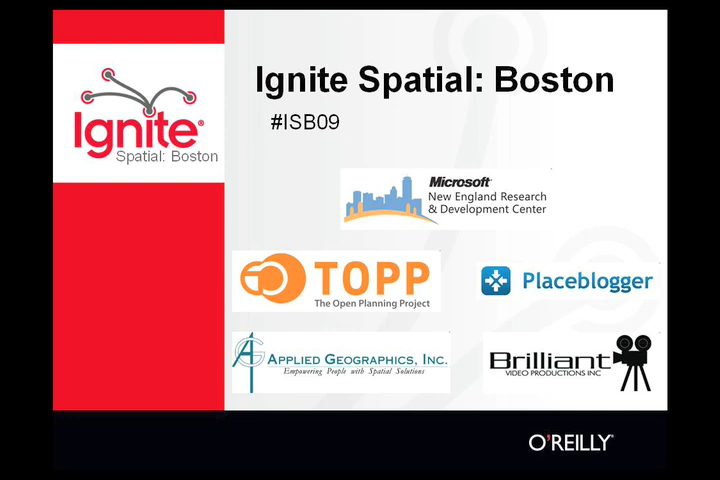 Ignite Spatial: Boston
#ISB09
Ignite®
Spatial: Boston
Microsoft®
New England Research
& Development Center
TOPP
The Open Planning Project
Placeblogger
AG
APPLIED GEOGRAPHICS, INC.
Empowering People with Spatial Solutions
Brilliant
VIDEO PRODUCTIONS INC
O'REILLY®